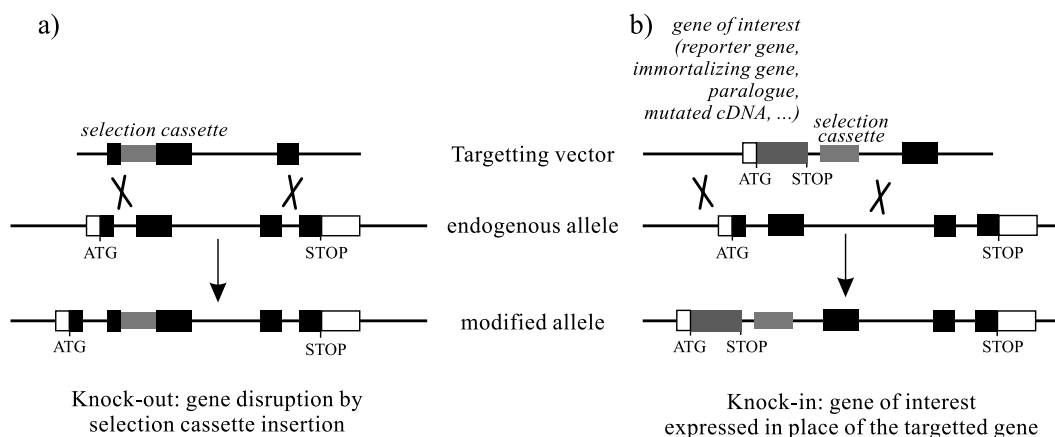 a)
selection cassette
ATG
STOP
ATG
STOP
Knock-out: gene disruption by
selection cassette insertion
Targetting vector
endogenous allele
modified allele
b)
gene of interest
(reporter gene,
immortalizing gene,
paralogue,
mutated cDNA, ...)
selection
cassette
ATG
STOP
ATG
STOP
ATG
STOP
STOP
Knock-in: gene of interest
expressed in place of the targetted gene